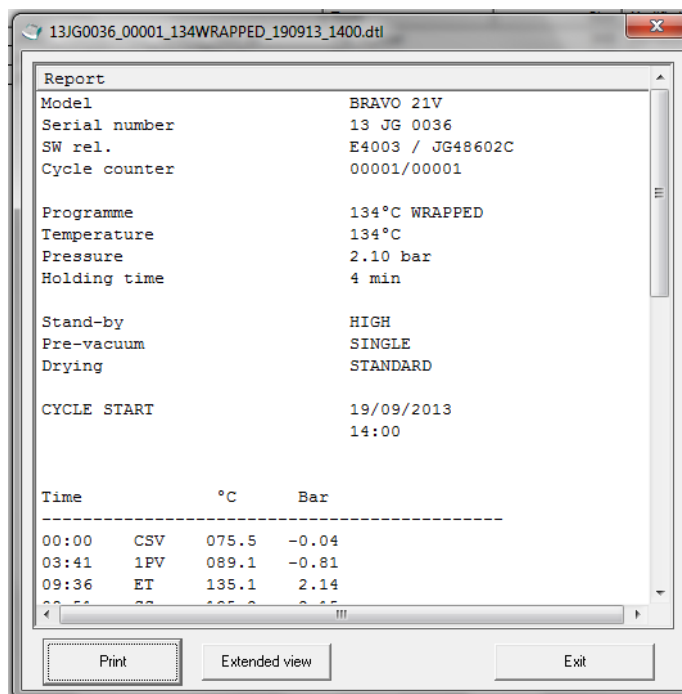 13JG0036_00001_134WRAPPED_190913_1400.dtl
Report
Model BRAVO 21V
Serial number 13 JG 0036
SW rel. E4003 / JG48602C
Cycle counter 00001/00001
Programme 134°C WRAPPED
Temperature 134°C
Pressure 2.10 bar
Holding time 4 min
Stand-by HIGH
Pre-vacuum SINGLE
Drying STANDARD
CYCLE START 19/09/2013
14:00
Time °C Bar
---------------------------------------------
00:00 CSV 075.5 -0.04
03:41 1PV 089.1 -0.81
09:36 ET 135.1 2.14
Print Extended view Exit